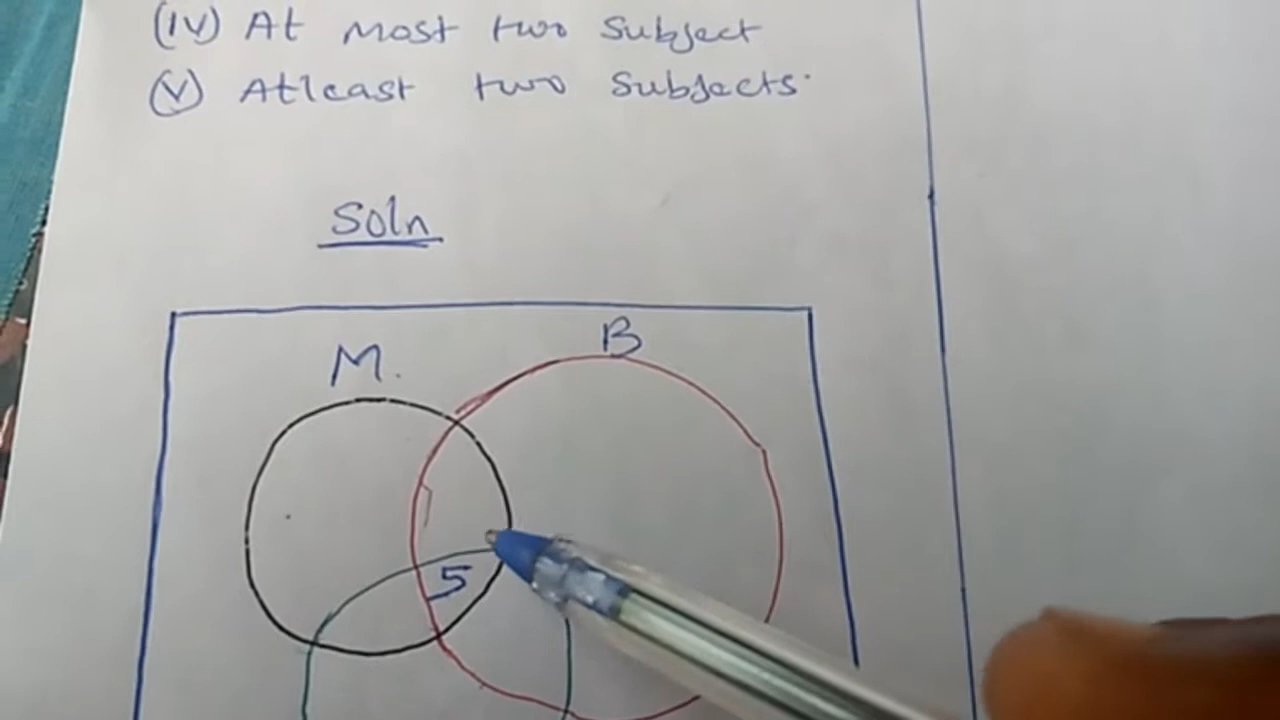 (iv) At most two subject
(v) Atleast two subjects.
Soln
M.
B
5